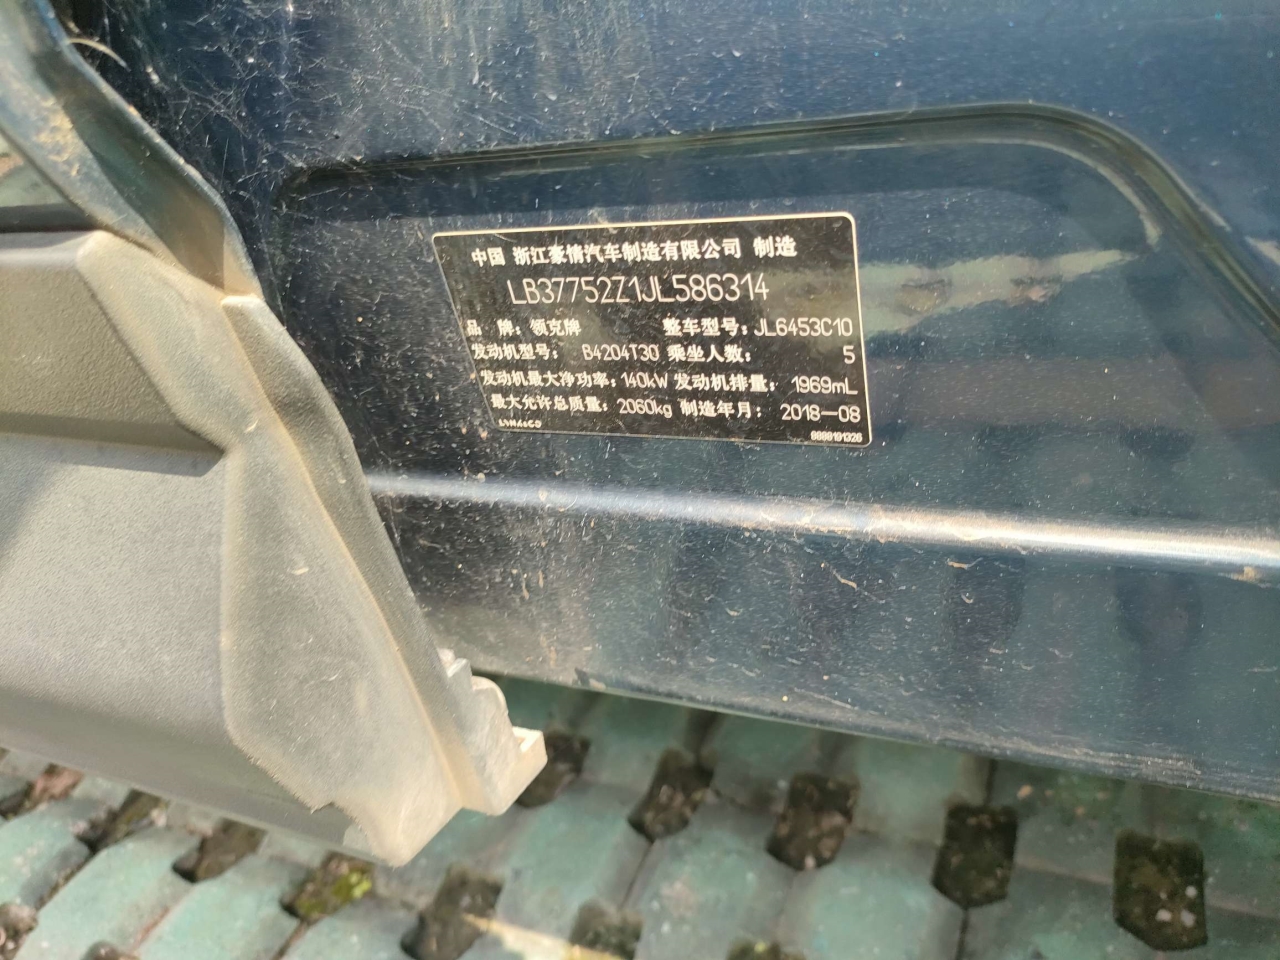 中国 浙江豪情汽车制造有限公司 制造
LB37752Z1JL586314
品 牌：领克牌 整车型号：JL6453C10
发动机型号： B4204T30 乘坐人数： 5
发动机最大净功率：140kW 发动机排量：1969mL
最大允许总质量：2060kg 制造年月：2018-08
LYNK&CO
8888191326